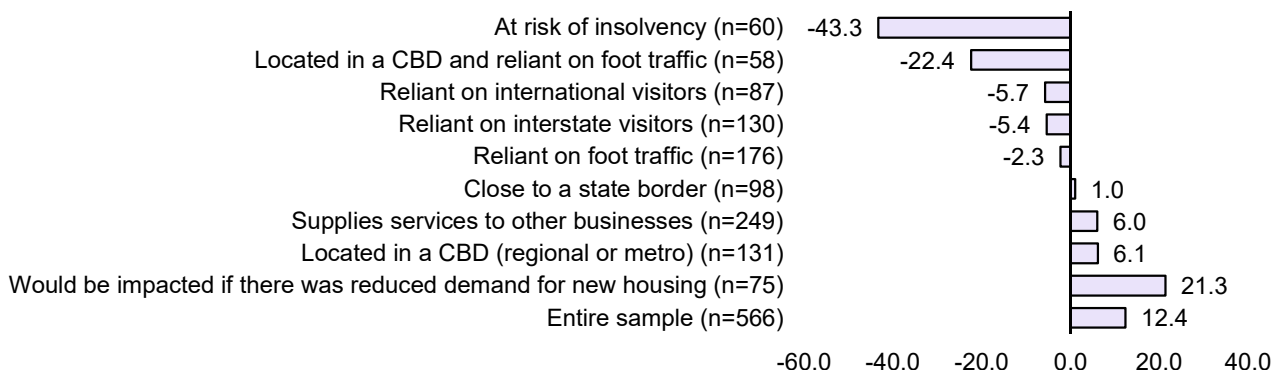 At risk of insolvency (n=60) -43.3
Located in a CBD and reliant on foot traffic (n=58) -22.4
Reliant on international visitors (n=87) -5.7
Reliant on interstate visitors (n=130) -5.4
Reliant on foot traffic (n=176) -2.3
Close to a state border (n=98) 1.0
Supplies services to other businesses (n=249) 6.0
Located in a CBD (regional or metro) (n=131) 6.1
Would be impacted if there was reduced demand for new housing (n=75) 21.3
Entire sample (n=566) 12.4
-60.0 -40.0 -20.0 0.0 20.0 40.0